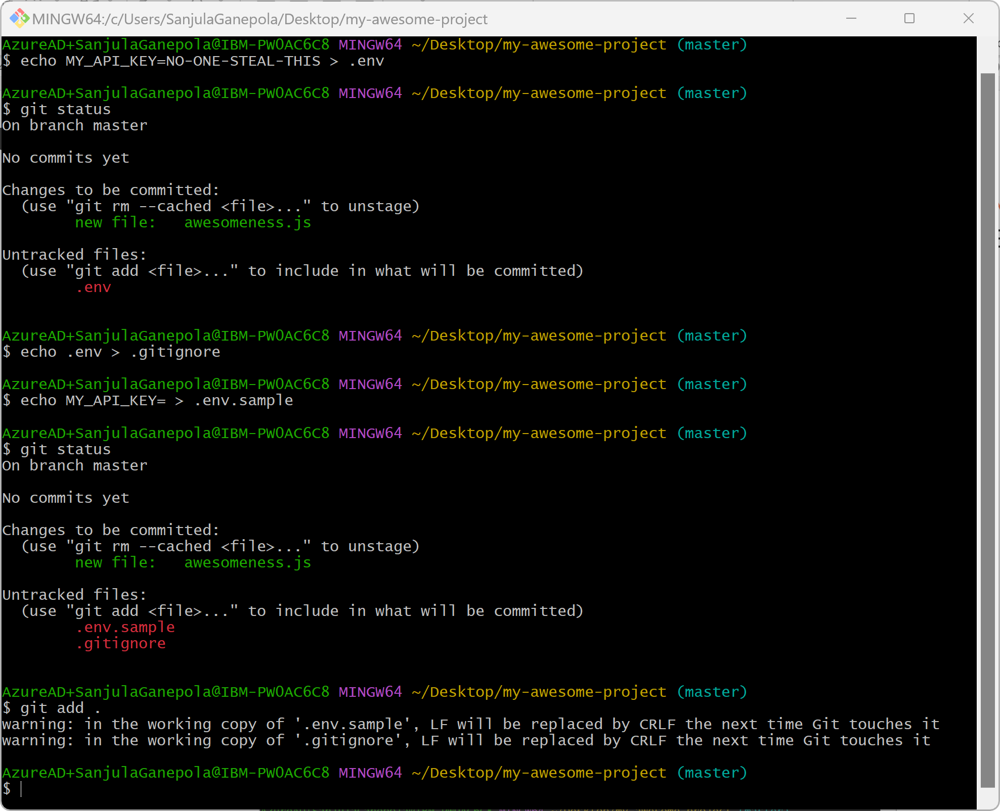 MINGW64:/c/Users/SanjulaGanepola/Desktop/my-awesome-project
AzureAD+SanjulaGanepola@IBM-PW0AC6C8 MINGW64 ~/Desktop/my-awesome-project (master)
$ echo MY_API_KEY=NO-ONE-STEAL-THIS > .env
AzureAD+SanjulaGanepola@IBM-PW0AC6C8 MINGW64 ~/Desktop/my-awesome-project (master)
$ git status
On branch master
No commits yet
Changes to be committed:
  (use "git rm --cached <file>..." to unstage)
        new file:   awesomeness.js
Untracked files:
  (use "git add <file>..." to include in what will be committed)
        .env
AzureAD+SanjulaGanepola@IBM-PW0AC6C8 MINGW64 ~/Desktop/my-awesome-project (master)
$ echo .env > .gitignore
AzureAD+SanjulaGanepola@IBM-PW0AC6C8 MINGW64 ~/Desktop/my-awesome-project (master)
$ echo MY_API_KEY= > .env.sample
AzureAD+SanjulaGanepola@IBM-PW0AC6C8 MINGW64 ~/Desktop/my-awesome-project (master)
$ git status
On branch master
No commits yet
Changes to be committed:
  (use "git rm --cached <file>..." to unstage)
        new file:   awesomeness.js
Untracked files:
  (use "git add <file>..." to include in what will be committed)
        .env.sample
        .gitignore
AzureAD+SanjulaGanepola@IBM-PW0AC6C8 MINGW64 ~/Desktop/my-awesome-project (master)
$ git add .
warning: in the working copy of '.env.sample', LF will be replaced by CRLF the next time Git touches it
warning: in the working copy of '.gitignore', LF will be replaced by CRLF the next time Git touches it
AzureAD+SanjulaGanepola@IBM-PW0AC6C8 MINGW64 ~/Desktop/my-awesome-project (master)
$